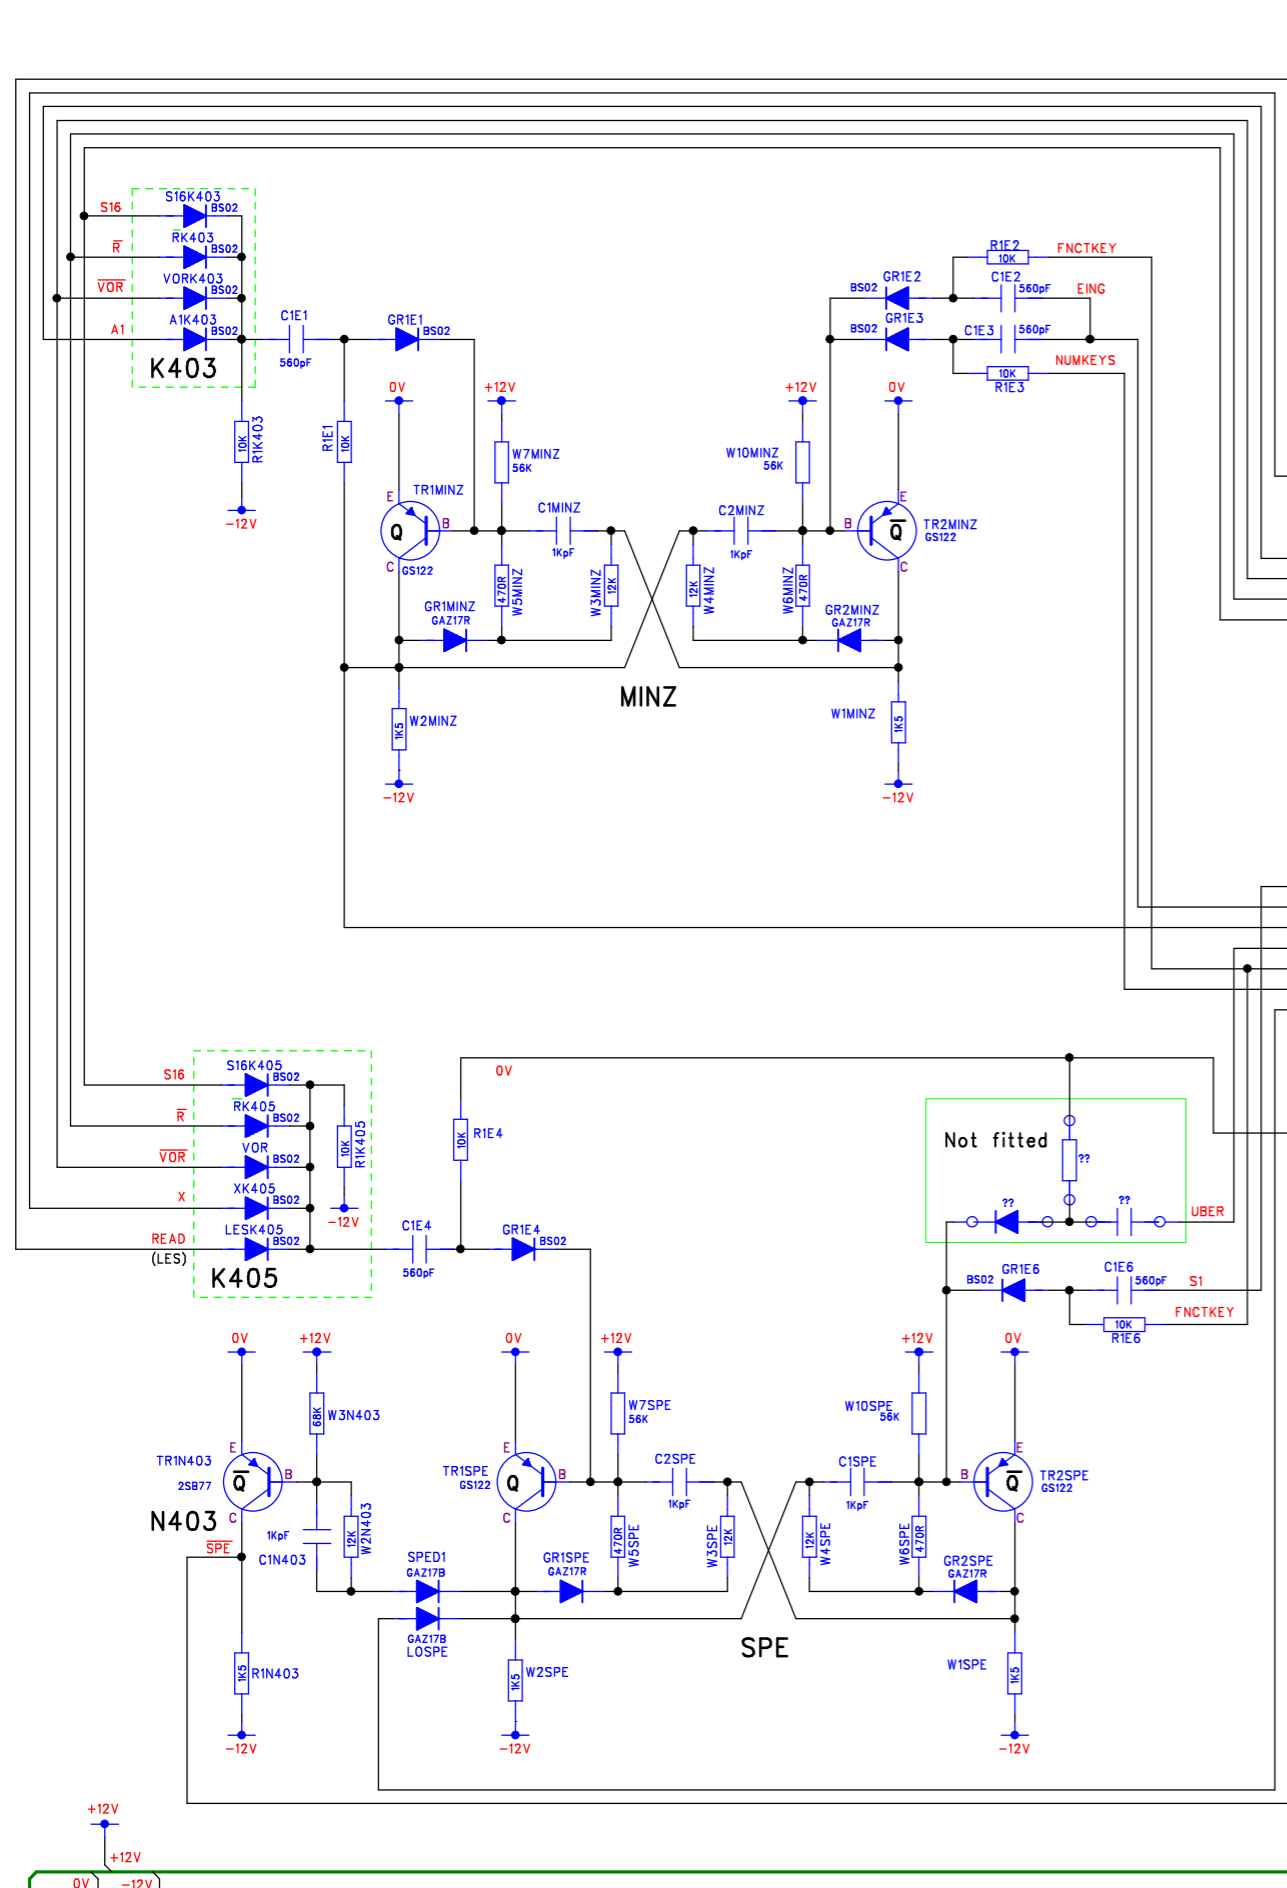 S16K403
S16
BS02
RK403
R
BS02
VORK403
VOR
BS02
A1K403
A1
BS02
K403
C1E1
560pF
GR1E1
BS02
R1K403
10K
-12V
R1E1
10K
0V
+12V
W7MINZ
56K
TR1MINZ
E
B
Q
C
GS122
C1MINZ
1KpF
470R
W5MINZ
W3MINZ
12K
GR1MINZ
GAZ17R
1K5
W2MINZ
-12V
MINZ
R1E2
10K
FNCTKEY
GR1E2
BS02
C1E2
560pF
EING
GR1E3
BS02
C1E3
560pF
NUMKEYS
10K
R1E3
+12V
0V
W10MINZ
56K
C2MINZ
1KpF
E
B
Q
C
TR2MINZ
GS122
12K
W4MINZ
W6MINZ
470R
GR2MINZ
GAZ17R
W1MINZ
1K5
-12V
S16K405
S16
BS02
RK405
R
BS02
VOR
VOR
BS02
XK405
X
BS02
LESK405
READ
BS02
(LES)
K405
10K
R1K405
-12V
0V
10K
R1E4
C1E4
560pF
GR1E4
BS02
Not fitted
??
??
??
UBER
GR1E6
BS02
C1E6
560pF
S1
FNCTKEY
10K
R1E6
0V
+12V
68K
W3N403
TR1N403
2SB77
E
B
Q
C
N403
SPE
1KpF
C1N403
12K
W2N403
1K5
R1N403
-12V
SPED1
GAZ17B
GAZ17B
LOSPE
0V
+12V
W7SPE
56K
TR1SPE
GS122
E
B
Q
C
C2SPE
1KpF
470R
W5SPE
W3SPE
12K
GR1SPE
GAZ17R
1K5
W2SPE
-12V
SPE
+12V
0V
W10SPE
56K
C1SPE
1KpF
E
B
Q
C
TR2SPE
GS122
12K
W4SPE
W6SPE
470R
GR2SPE
GAZ17R
W1SPE
1K5
-12V
+12V
+12V
0V
-12V